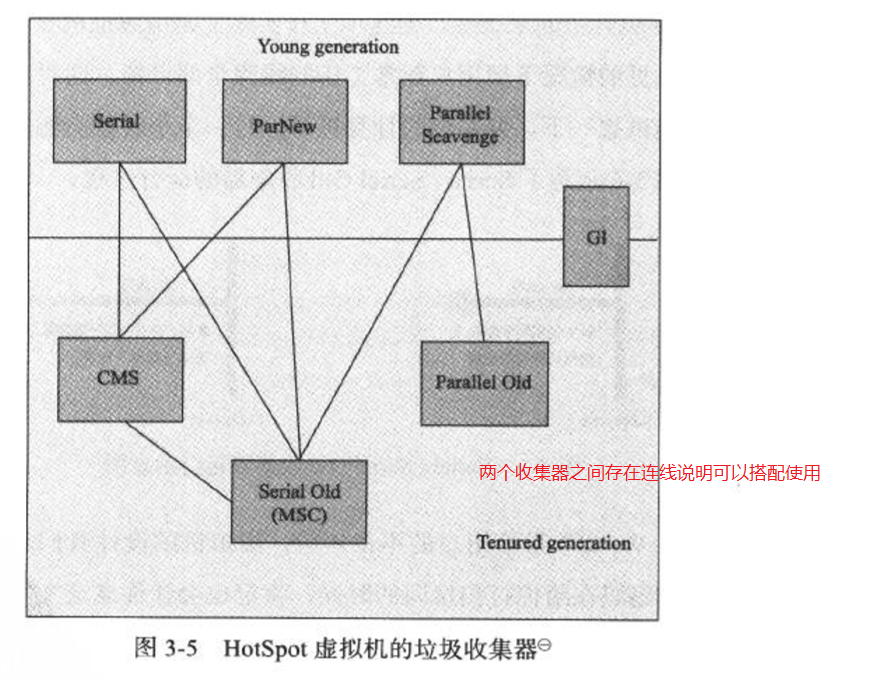 Young generation
Serial
ParNew
Parallel
Scavenge
G1
CMS
Parallel Old
Serial Old
(MSC)
两个收集器之间存在连线说明可以搭配使用
Tenured generation
图 3-5 HotSpot 虚拟机的垃圾收集器⊖